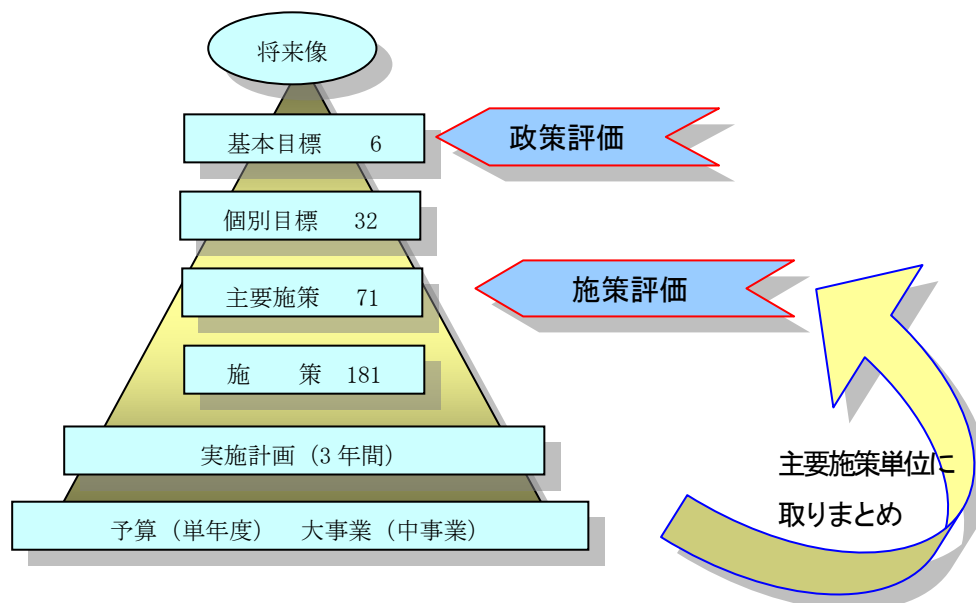 将来像
基本目標　　6
政策評価
個別目標　32
主要施策　71
施策評価
施　　策　181
実施計画（3 年間）
主要施策単位に
取りまとめ
予算（単年度）　大事業（中事業）